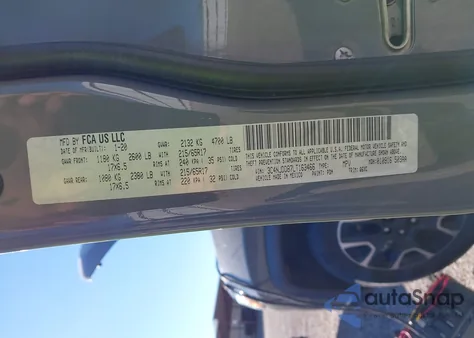 MFD BY FCA US LLC
DATE OF MFR/BUILT: 1-20 GVWR: 2132 KG 4700 LB
GAWR FRONT: 1180 KG 2600 LB 215/65R17 TIRES
17X6.5 RIMS AT 240 KPA / 35 PSI COLD
GAWR REAR: 1080 KG 2380 LB 215/65R17 TIRES
17X6.5 RIMS AT 220 KPA / 32 PSI COLD
THIS VEHICLE CONFORMS TO ALL APPLICABLE U.S.A. FEDERAL MOTOR VEHICLE SAFETY AND
THEFT PREVENTION STANDARDS IN EFFECT ON THE DATE OF MANUFACTURE SHOWN ABOVE.
TYPE: MPV
MADE IN MEXICO
autaSnap